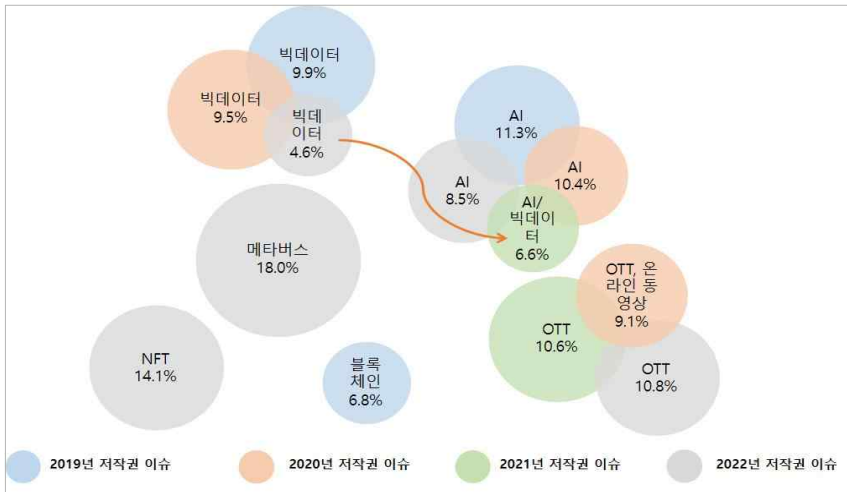 빅데이터
9.9%
빅데이터
9.5%
빅데
이터
4.6%
AI
11.3%
AI
10.4%
AI
8.5%
AI/
빅데이
터
6.6%
메타버스
18.0%
OTT, 온
라인 동
영상
9.1%
OTT
10.6%
OTT
10.8%
NFT
14.1%
블록
체인
6.8%
2019년 저작권 이슈
2020년 저작권 이슈
2021년 저작권 이슈
2022년 저작권 이슈